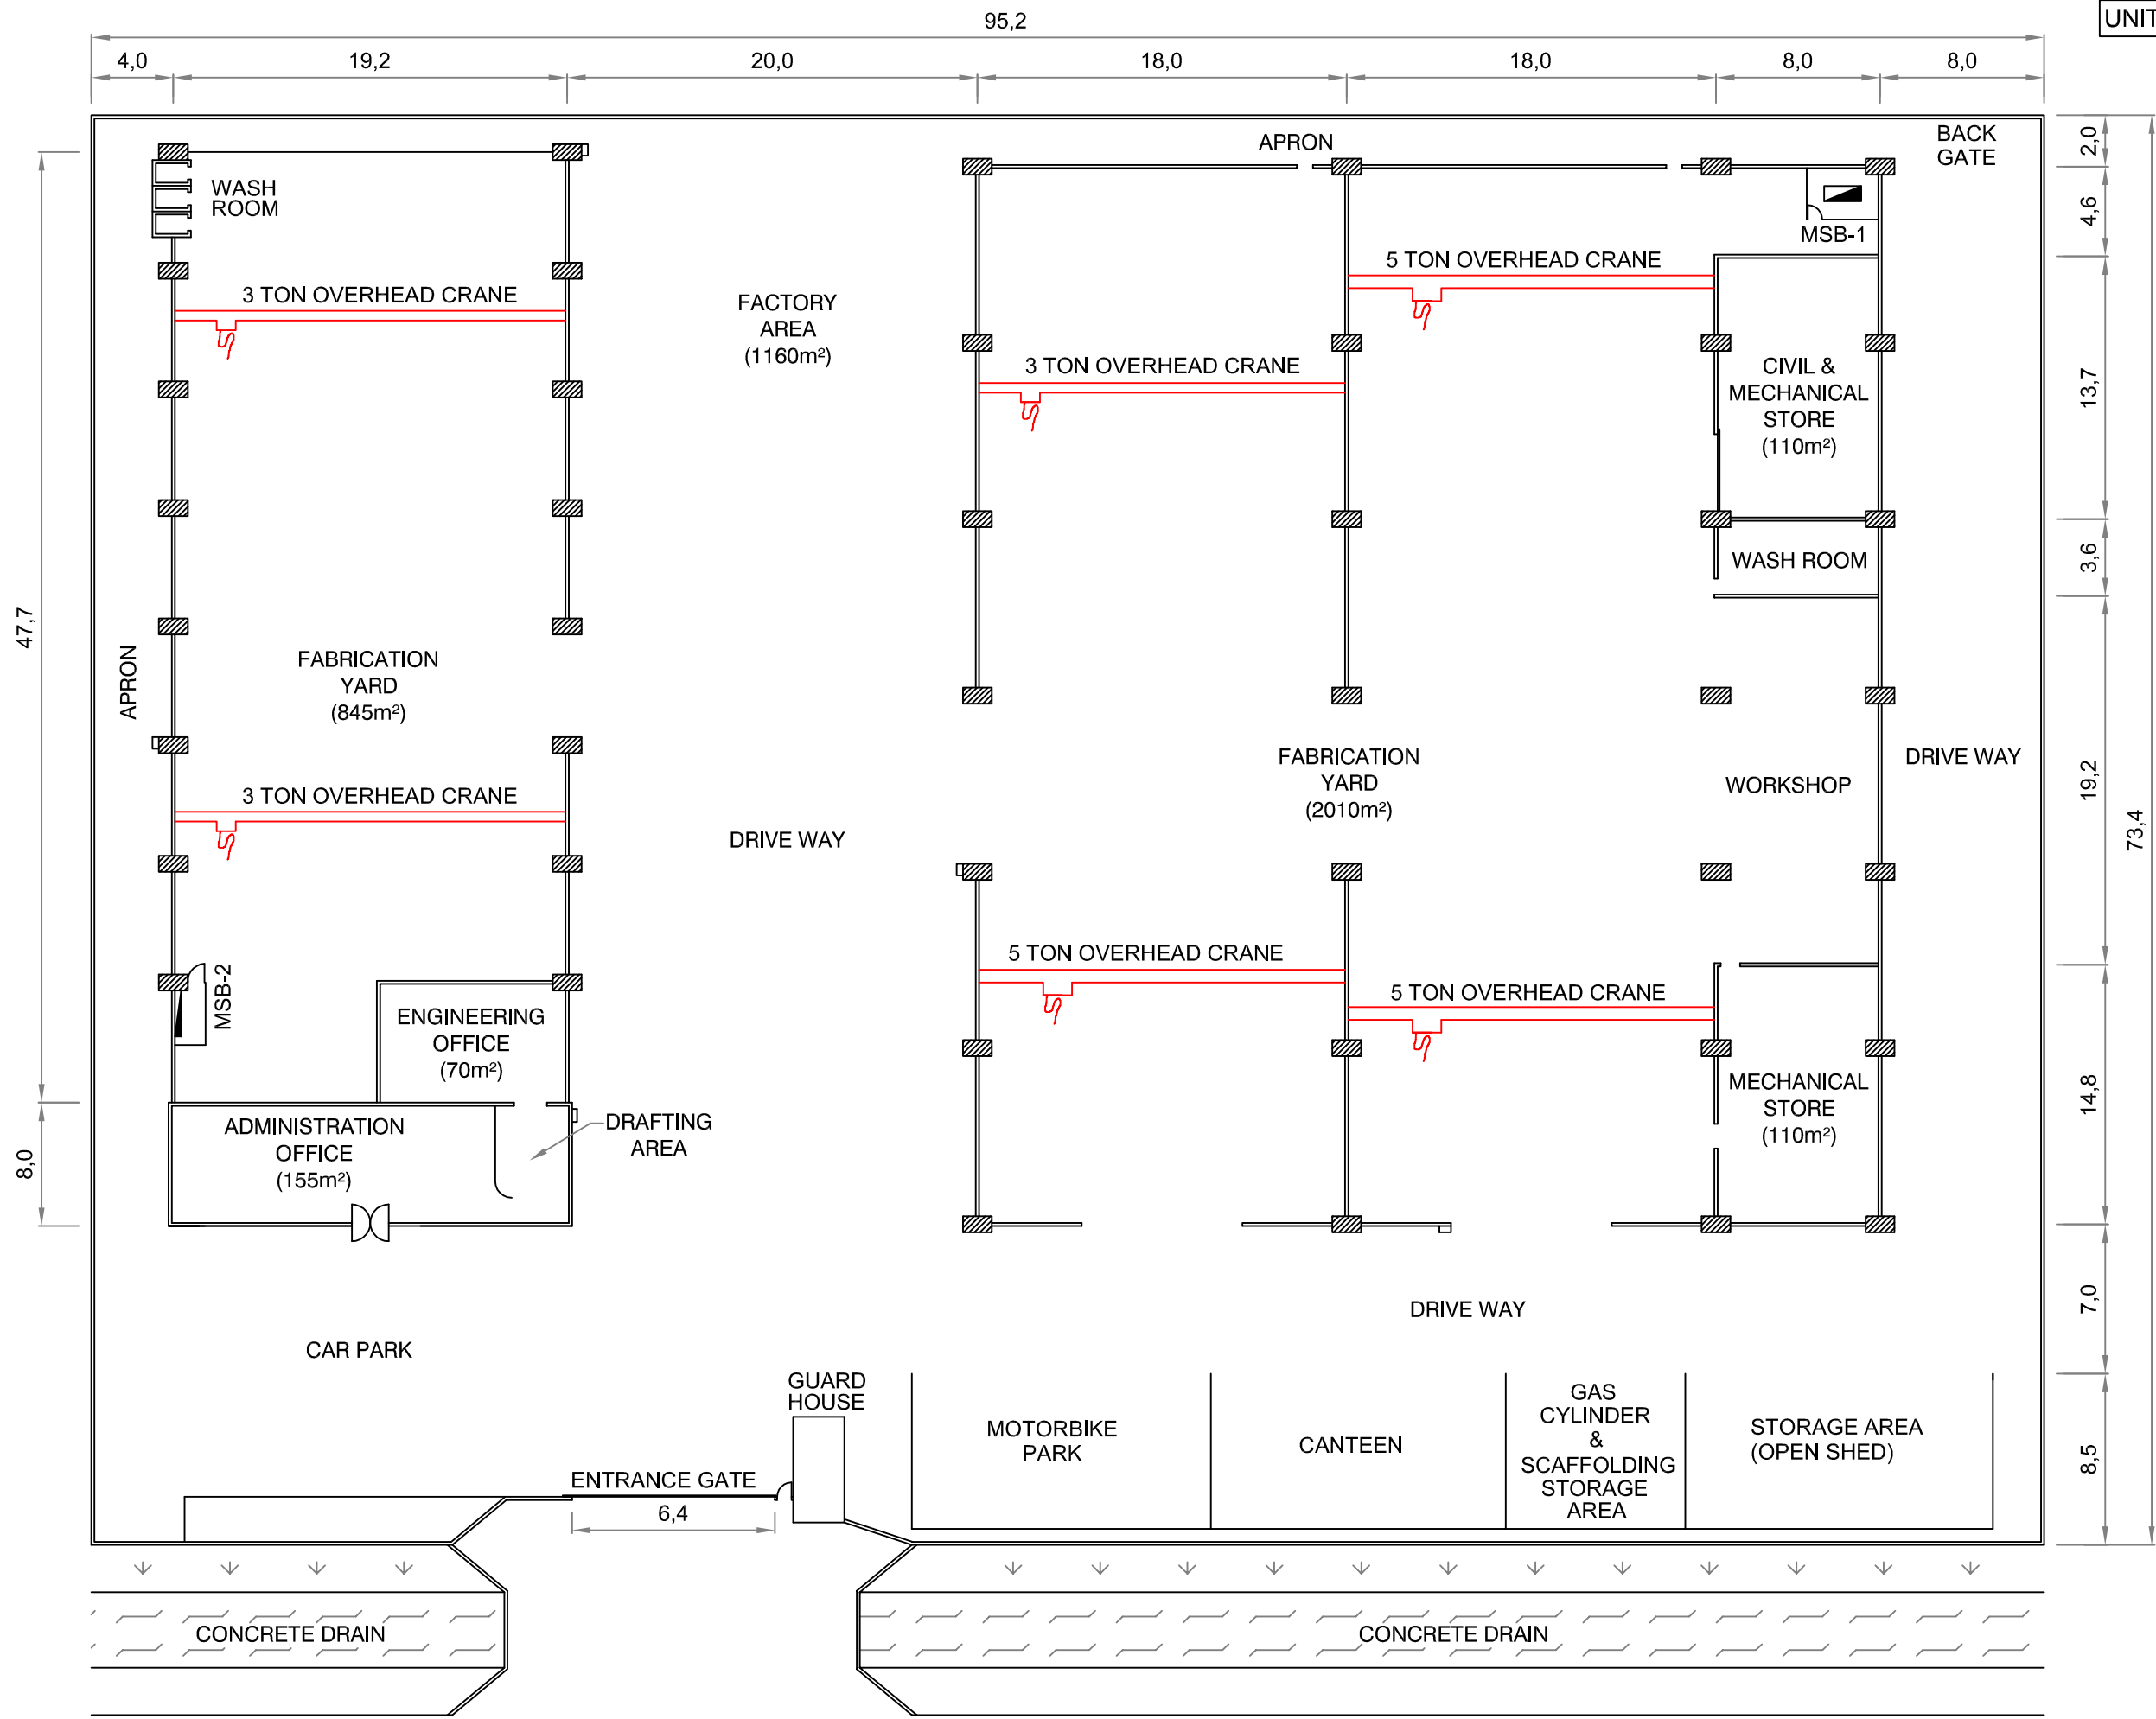 UNIT
95,2
4,0
19,2
20,0
18,0
18,0
8,0
8,0
APRON
BACK
GATE
2,0
WASH
ROOM
4,6
MSB-1
5 TON OVERHEAD CRANE
3 TON OVERHEAD CRANE
FACTORY
AREA
(1160m²)
3 TON OVERHEAD CRANE
CIVIL &
MECHANICAL
STORE
(110m²)
13,7
WASH ROOM
3,6
47,7
APRON
FABRICATION
YARD
(845m²)
FABRICATION
YARD
(2010m²)
WORKSHOP
DRIVE WAY
19,2
73,4
3 TON OVERHEAD CRANE
DRIVE WAY
5 TON OVERHEAD CRANE
5 TON OVERHEAD CRANE
MSB-2
ENGINEERING
OFFICE
(70m²)
MECHANICAL
STORE
(110m²)
14,8
ADMINISTRATION
OFFICE
(155m²)
DRAFTING
AREA
8,0
DRIVE WAY
7,0
CAR PARK
GUARD
HOUSE
MOTORBIKE
PARK
CANTEEN
GAS
CYLINDER
&
SCAFFOLDING
STORAGE
AREA
STORAGE AREA
(OPEN SHED)
8,5
ENTRANCE GATE
6,4
CONCRETE DRAIN
CONCRETE DRAIN